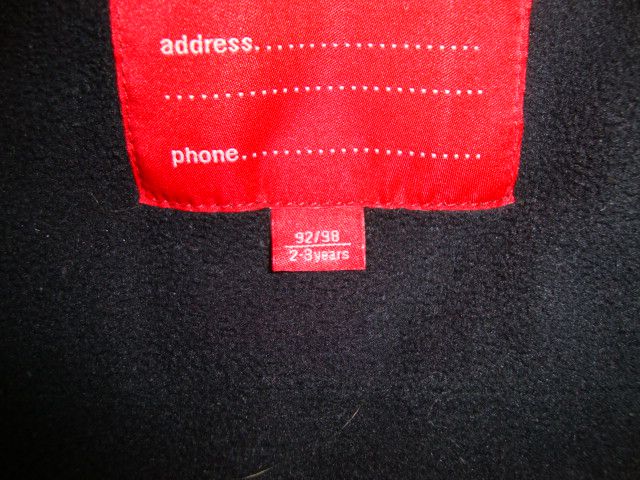 address..........................
....................................
phone...........................
92/98
2-3years